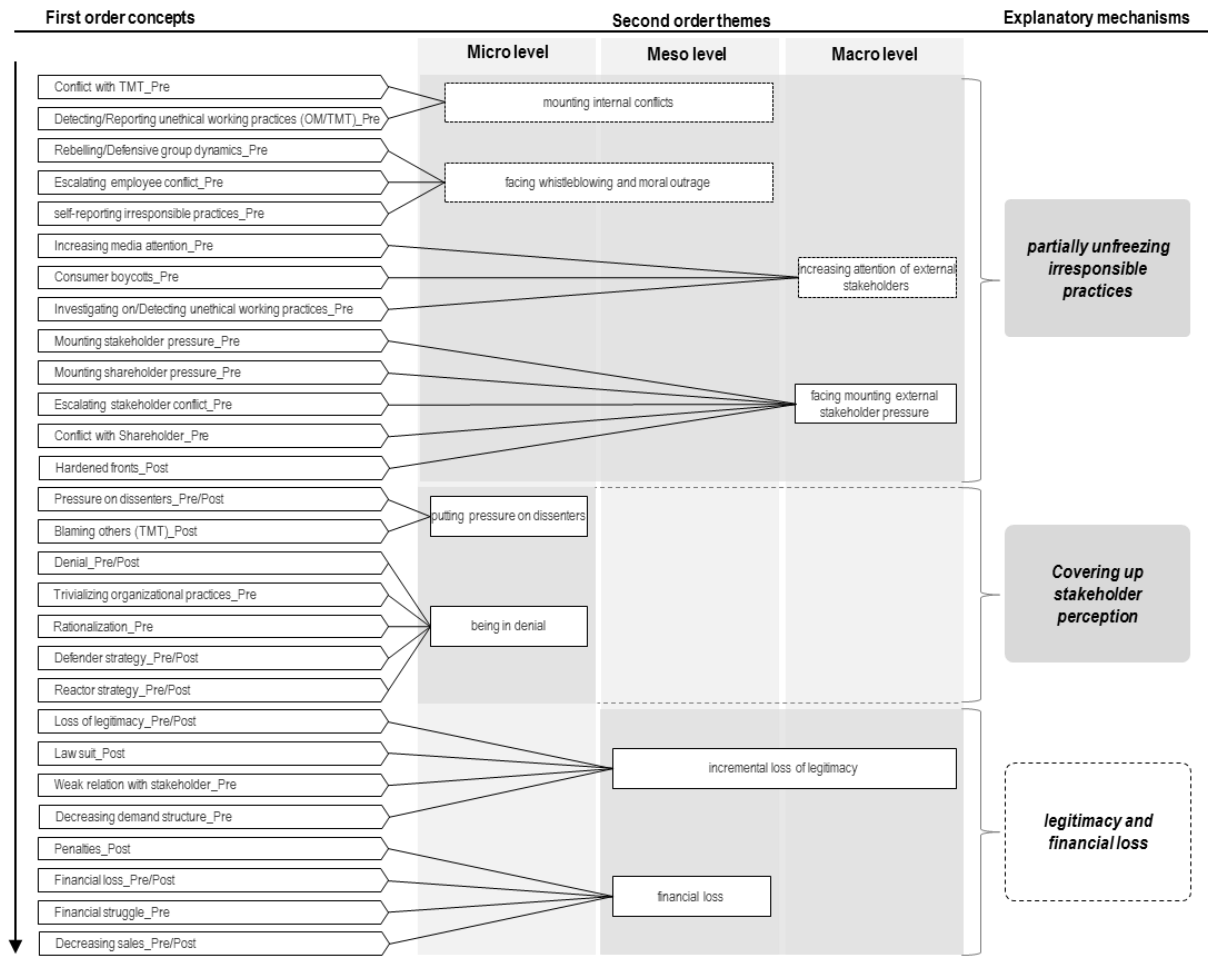 First order concepts
Second order themes
Explanatory mechanisms
Micro level
Meso level
Macro level
Conflict with TMT_Pre
Detecting/Reporting unethical working practices (OM/TMT)_Pre
mounting internal conflicts
Rebelling/Defensive group dynamics_Pre
Escalating employee conflict_Pre
self-reporting irresponsible practices_Pre
facing whistleblowing and moral outrage
Increasing media attention_Pre
Consumer boycotts_Pre
Investigating on/Detecting unethical working practices_Pre
increasing attention of external
stakeholders
Mounting stakeholder pressure_Pre
Mounting shareholder pressure_Pre
Escalating stakeholder conflict_Pre
Conflict with Shareholder_Pre
Hardened fronts_Post
facing mounting external
stakeholder pressure
partially unfreezing
irresponsible
practices
Pressure on dissenters_Pre/Post
Blaming others (TMT)_Post
putting pressure on dissenters
Denial_Pre/Post
Trivializing organizational practices_Pre
Rationalization_Pre
Defender strategy_Pre/Post
Reactor strategy_Pre/Post
being in denial
Covering up
stakeholder
perception
Loss of legitimacy_Pre/Post
Law suit_Post
Weak relation with stakeholder_Pre
Decreasing demand structure_Pre
incremental loss of legitimacy
Penalties_Post
Financial loss_Pre/Post
Financial struggle_Pre
Decreasing sales_Pre/Post
financial loss
legitimacy and
financial loss